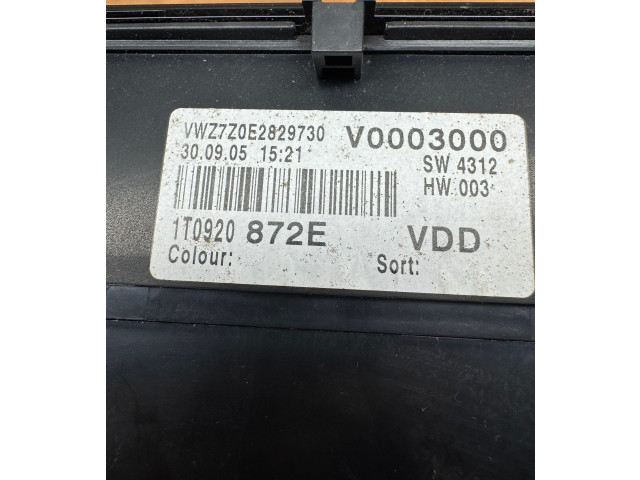 VWZ7Z0E2829730 V0003000
30.09.05 15:21 SW 4312
HW 003
1T0920 872E VDD
Colour: Sort: